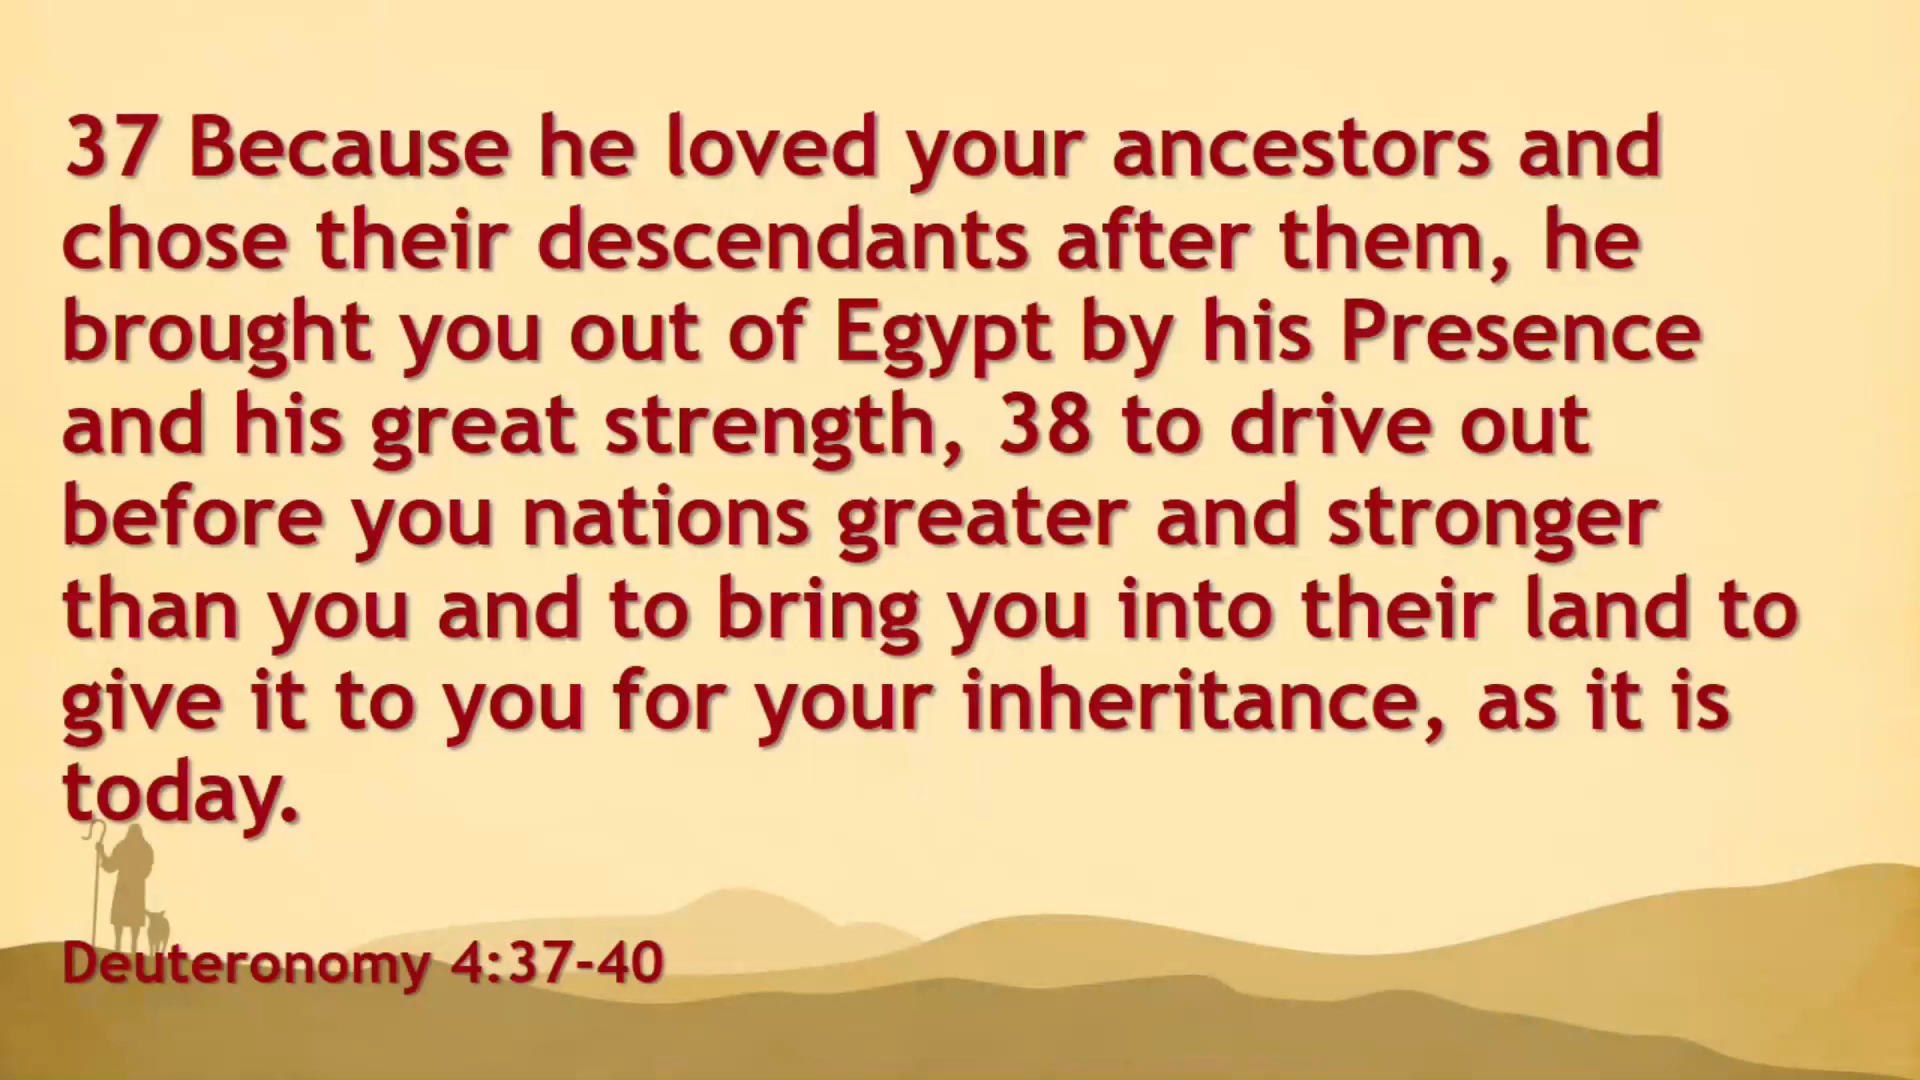 37 Because he loved your ancestors and
chose their descendants after them, he
brought you out of Egypt by his Presence
and his great strength, 38 to drive out
before you nations greater and stronger
than you and to bring you into their land to
give it to you for your inheritance, as it is
today.
Deuteronomy 4:37-40